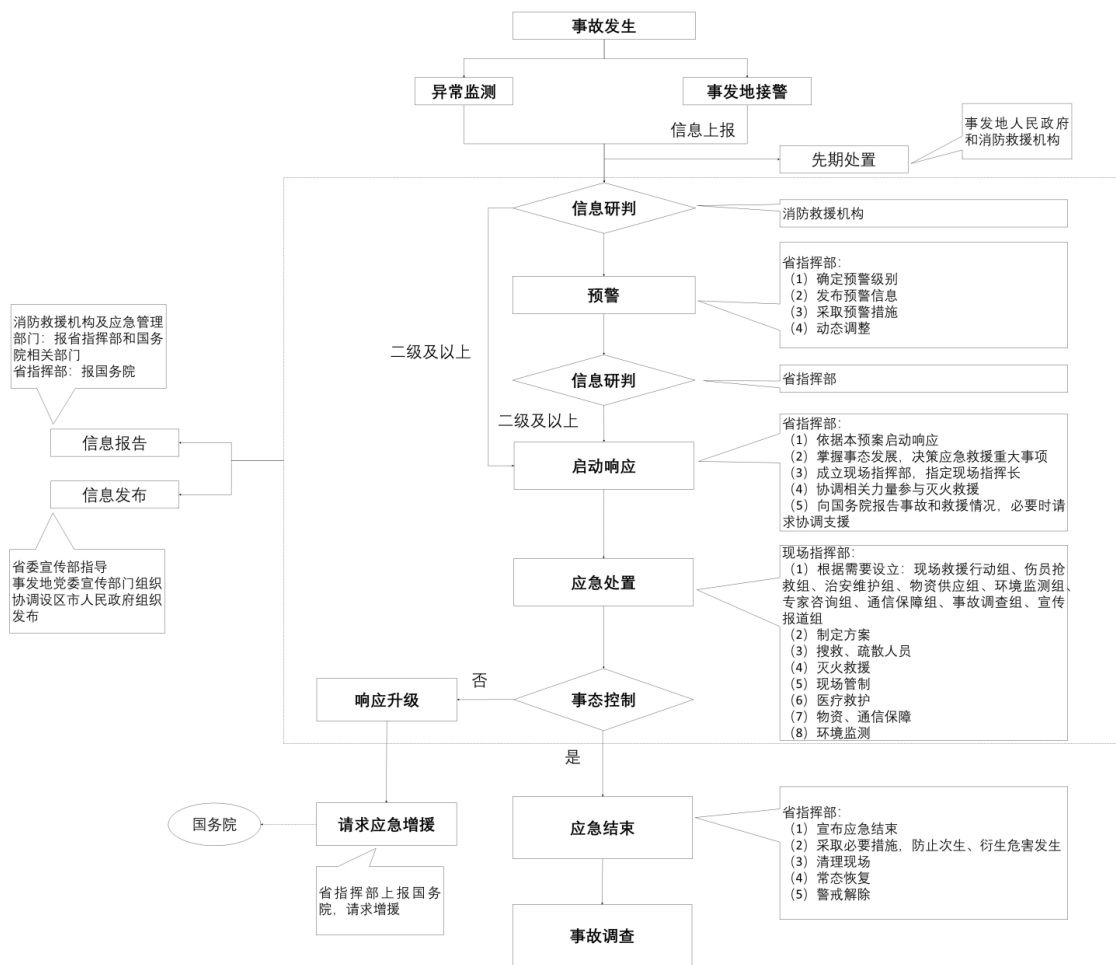 事故发生
异常监测
事发地接警
信息上报
事发地人民政府
和消防救援机构
先期处置
信息研判
消防救援机构
预警
省指挥部：
（1）确定预警级别
（2）发布预警信息
（3）采取预警措施
（4）动态调整
消防救援机构及应急管理
部门：报省指挥部和国务
院相关部门
省指挥部：报国务院
二级及以上
信息研判
省指挥部
二级及以上
信息报告
启动响应
省指挥部：
（1）依据本预案启动响应
（2）掌握事态发展，决策应急救援重大事项
（3）成立现场指挥部，指定现场指挥长
（4）协调相关力量参与灭火救援
（5）向国务院报告事故和救援情况，必要时请
求协调支援
信息发布
省委宣传部指导
事发地党委宣传部门组织
协调设区市人民政府组织
发布
应急处置
现场指挥部：
（1）根据需要设立：现场救援行动组、伤员抢
救组、治安维护组、物资供应组、环境监测组、
专家咨询组、通信保障组、事故调查组、宣传
报道组
（2）制定方案
（3）搜救、疏散人员
（4）灭火救援
（5）现场管制
（6）医疗救护
（7）物资、通信保障
（8）环境监测
响应升级
否
事态控制
是
国务院
请求应急增援
应急结束
省指挥部：
（1）宣布应急结束
（2）采取必要措施，防止次生、衍生危害发生
（3）清理现场
（4）常态恢复
（5）警戒解除
省指挥部上报国务
院，请求增援
事故调查